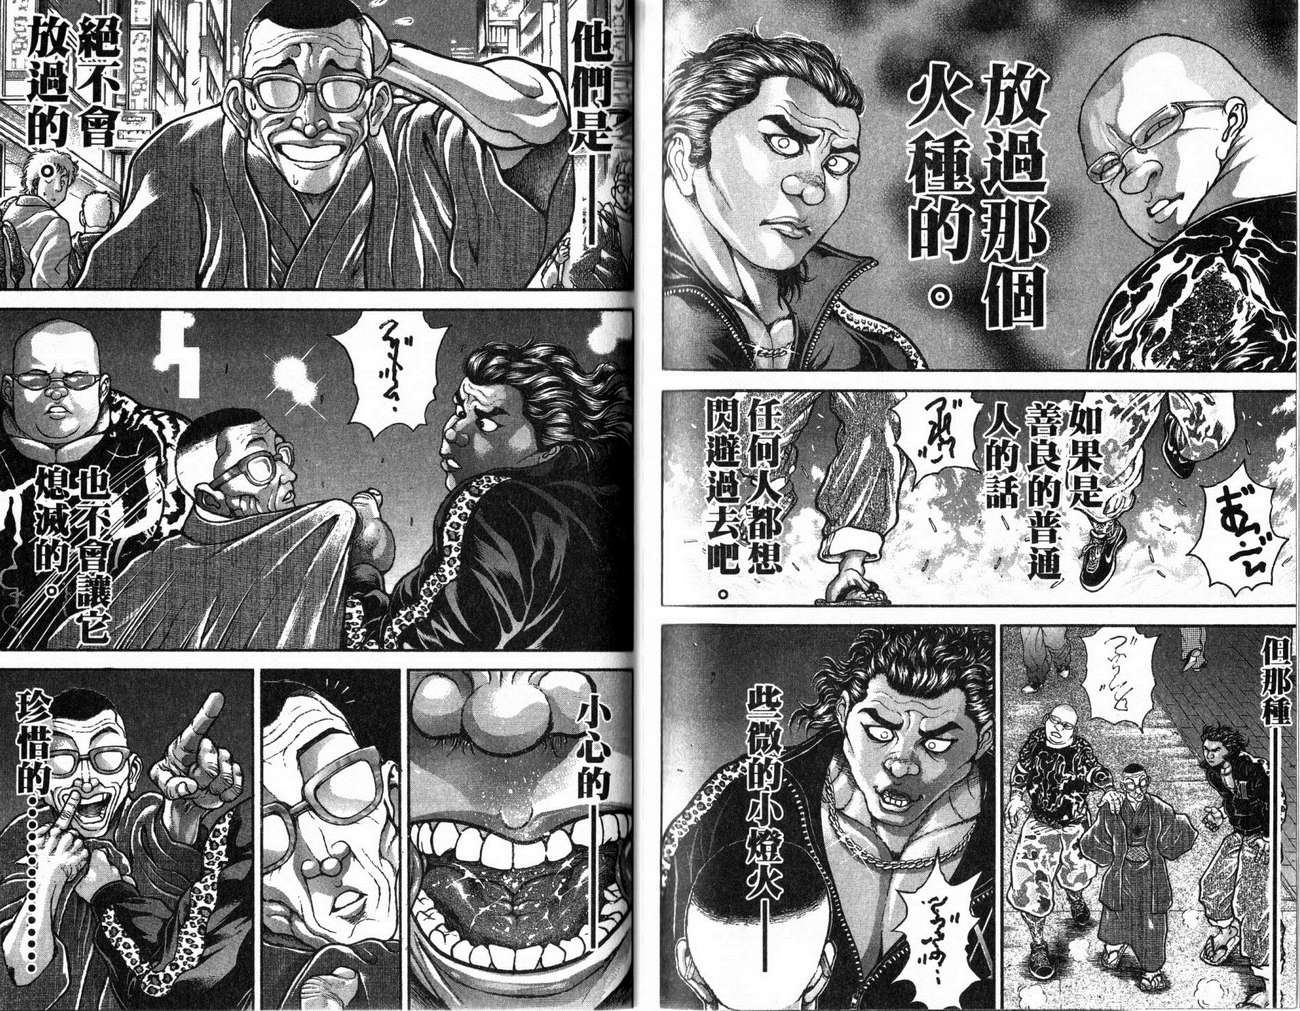 放過那個
火種的。
如果是
善良的普通
人的話
任何人都想
閃避過去吧。
但那種——
些微的小燈火——
他們是——
絕不會
放過的。
也不會讓它
熄滅的。
小心的——
珍惜的…………